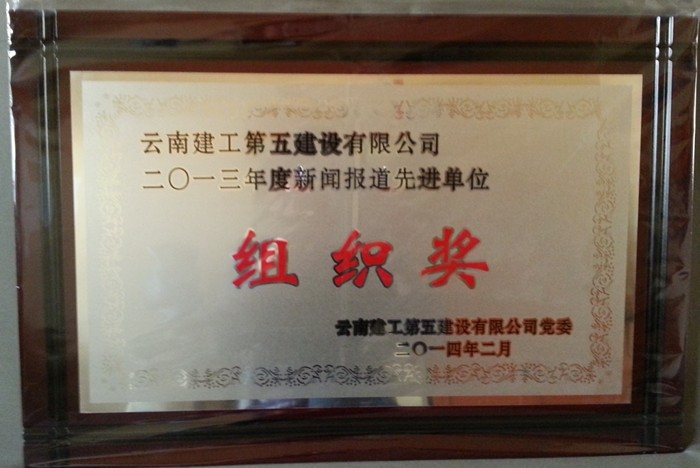 云南建工第五建设有限公司
二〇一三年度新闻报道先进单位
组织奖
云南建工第五建设有限公司党委
二〇一四年二月